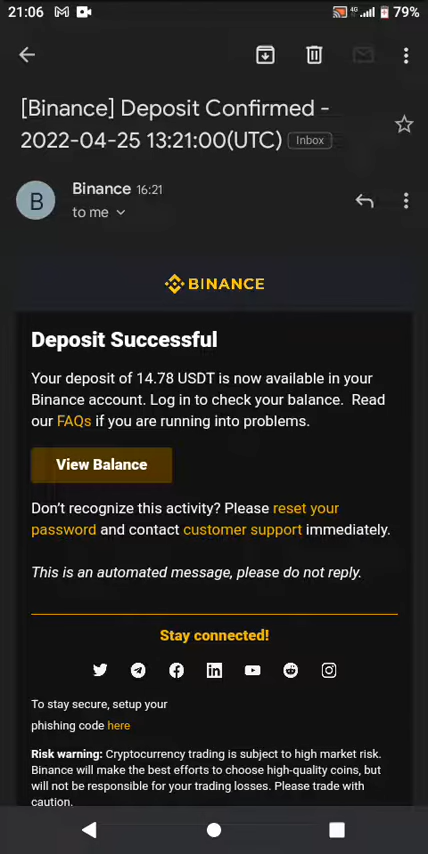 21:06 4G 79%
[Binance] Deposit Confirmed -
2022-04-25 13:21:00(UTC) Inbox
B
Binance 16:21
to me
BINANCE
Deposit Successful
Your deposit of 14.78 USDT is now available in your
Binance account. Log in to check your balance. Read
our FAQs if you are running into problems.
View Balance
Don't recognize this activity? Please reset your
password and contact customer support immediately.
This is an automated message, please do not reply.
Stay connected!
To stay secure, setup your
phishing code here
Risk warning: Cryptocurrency trading is subject to high market risk.
Binance will make the best efforts to choose high-quality coins, but
will not be responsible for your trading losses. Please trade with
caution.